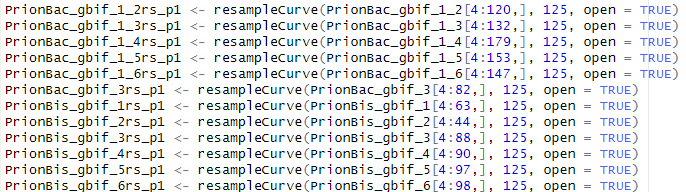 PrionBac_gbif_1_2rs_p1 <- resampleCurve(PrionBac_gbif_1_2[4:120,], 125, open = TRUE)
PrionBac_gbif_1_3rs_p1 <- resampleCurve(PrionBac_gbif_1_3[4:132,], 125, open = TRUE)
PrionBac_gbif_1_4rs_p1 <- resampleCurve(PrionBac_gbif_1_4[4:179,], 125, open = TRUE)
PrionBac_gbif_1_5rs_p1 <- resampleCurve(PrionBac_gbif_1_5[4:153,], 125, open = TRUE)
PrionBac_gbif_1_6rs_p1 <- resampleCurve(PrionBac_gbif_1_6[4:147,], 125, open = TRUE)
PrionBac_gbif_3rs_p1 <- resampleCurve(PrionBac_gbif_3[4:82,], 125, open = TRUE)
PrionBis_gbif_1rs_p1 <- resampleCurve(PrionBis_gbif_1[4:63,], 125, open = TRUE)
PrionBis_gbif_2rs_p1 <- resampleCurve(PrionBis_gbif_2[4:44,], 125, open = TRUE)
PrionBis_gbif_3rs_p1 <- resampleCurve(PrionBis_gbif_3[4:88,], 125, open = TRUE)
PrionBis_gbif_4rs_p1 <- resampleCurve(PrionBis_gbif_4[4:90,], 125, open = TRUE)
PrionBis_gbif_5rs_p1 <- resampleCurve(PrionBis_gbif_5[4:97,], 125, open = TRUE)
PrionBis_gbif_6rs_p1 <- resampleCurve(PrionBis_gbif_6[4:98,], 125, open = TRUE)